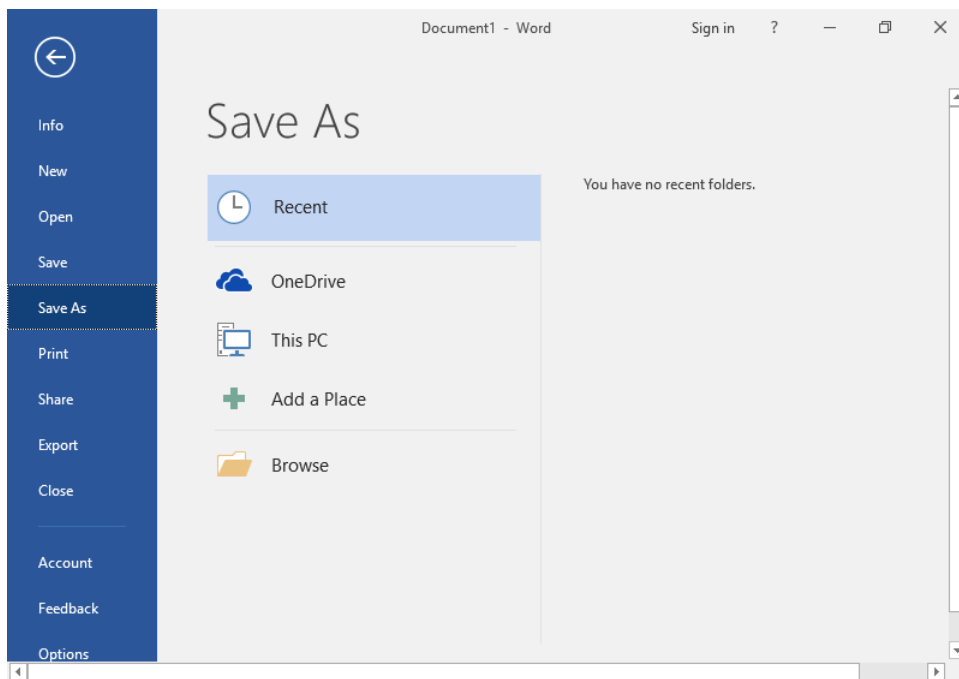 Document1 - Word
Sign in
?
Info
New
Open
Save
Save As
Print
Share
Export
Close
Account
Feedback
Options
Save As
Recent
OneDrive
This PC
Add a Place
Browse
You have no recent folders.